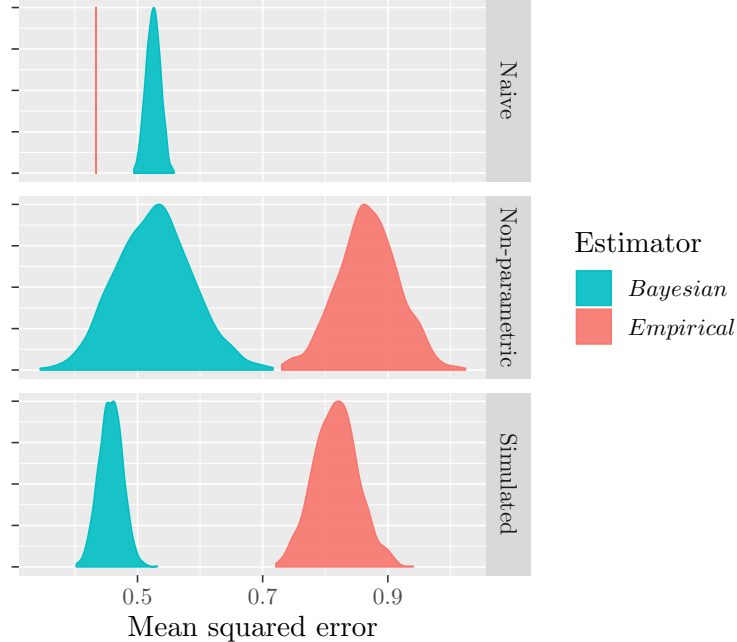 Naive
Non-parametric
Simulated
0.5 0.7 0.9
Mean squared error
Estimator
Bayesian
Empirical